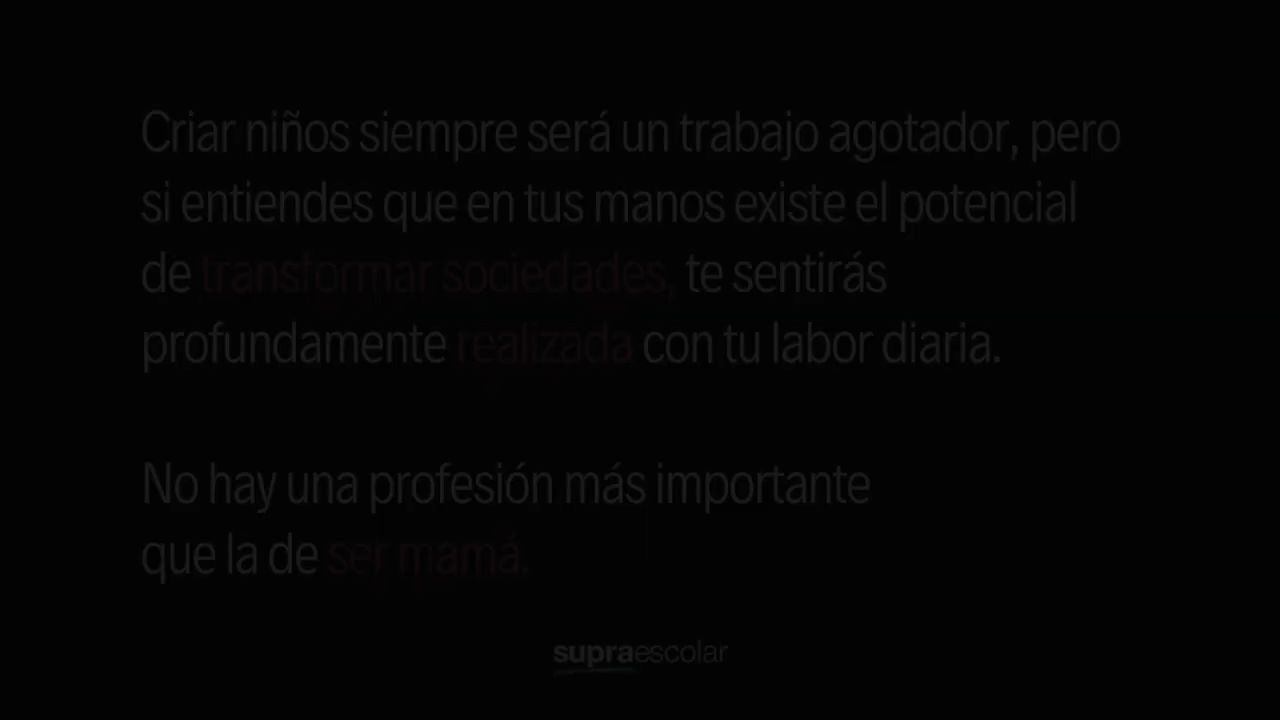 Criar niños siempre será un trabajo agotador, pero
si entiendes que en tus manos existe el potencial
de transformar sociedades, te sentirás
profundamente realizada con tu labor diaria.
No hay una profesión más importante
que la de ser mamá.
supraescolar